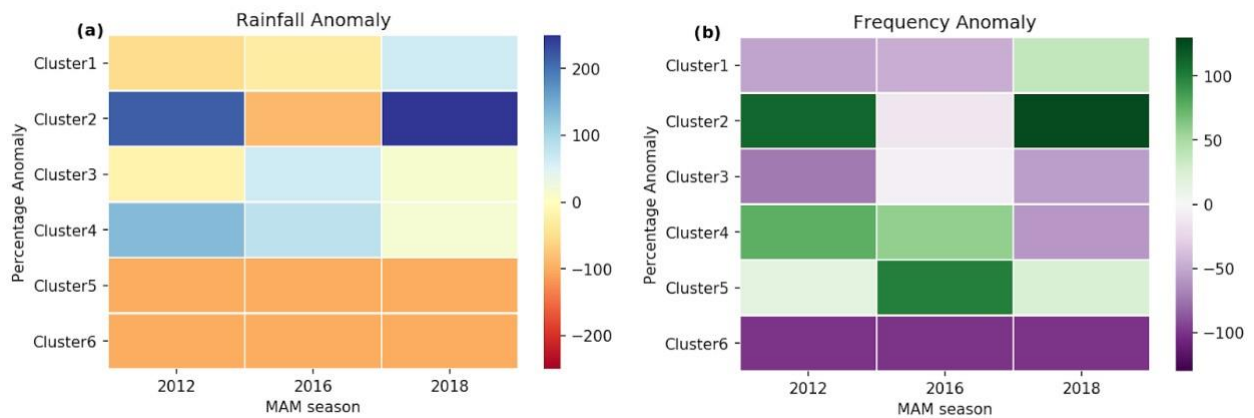 (a)
Rainfall Anomaly
Percentage Anomaly
Cluster1
Cluster2
Cluster3
Cluster4
Cluster5
Cluster6
2012 2016 2018
MAM season
200
100
0
−100
−200
(b)
Frequency Anomaly
Percentage Anomaly
Cluster1
Cluster2
Cluster3
Cluster4
Cluster5
Cluster6
2012 2016 2018
MAM season
100
50
0
−50
−100